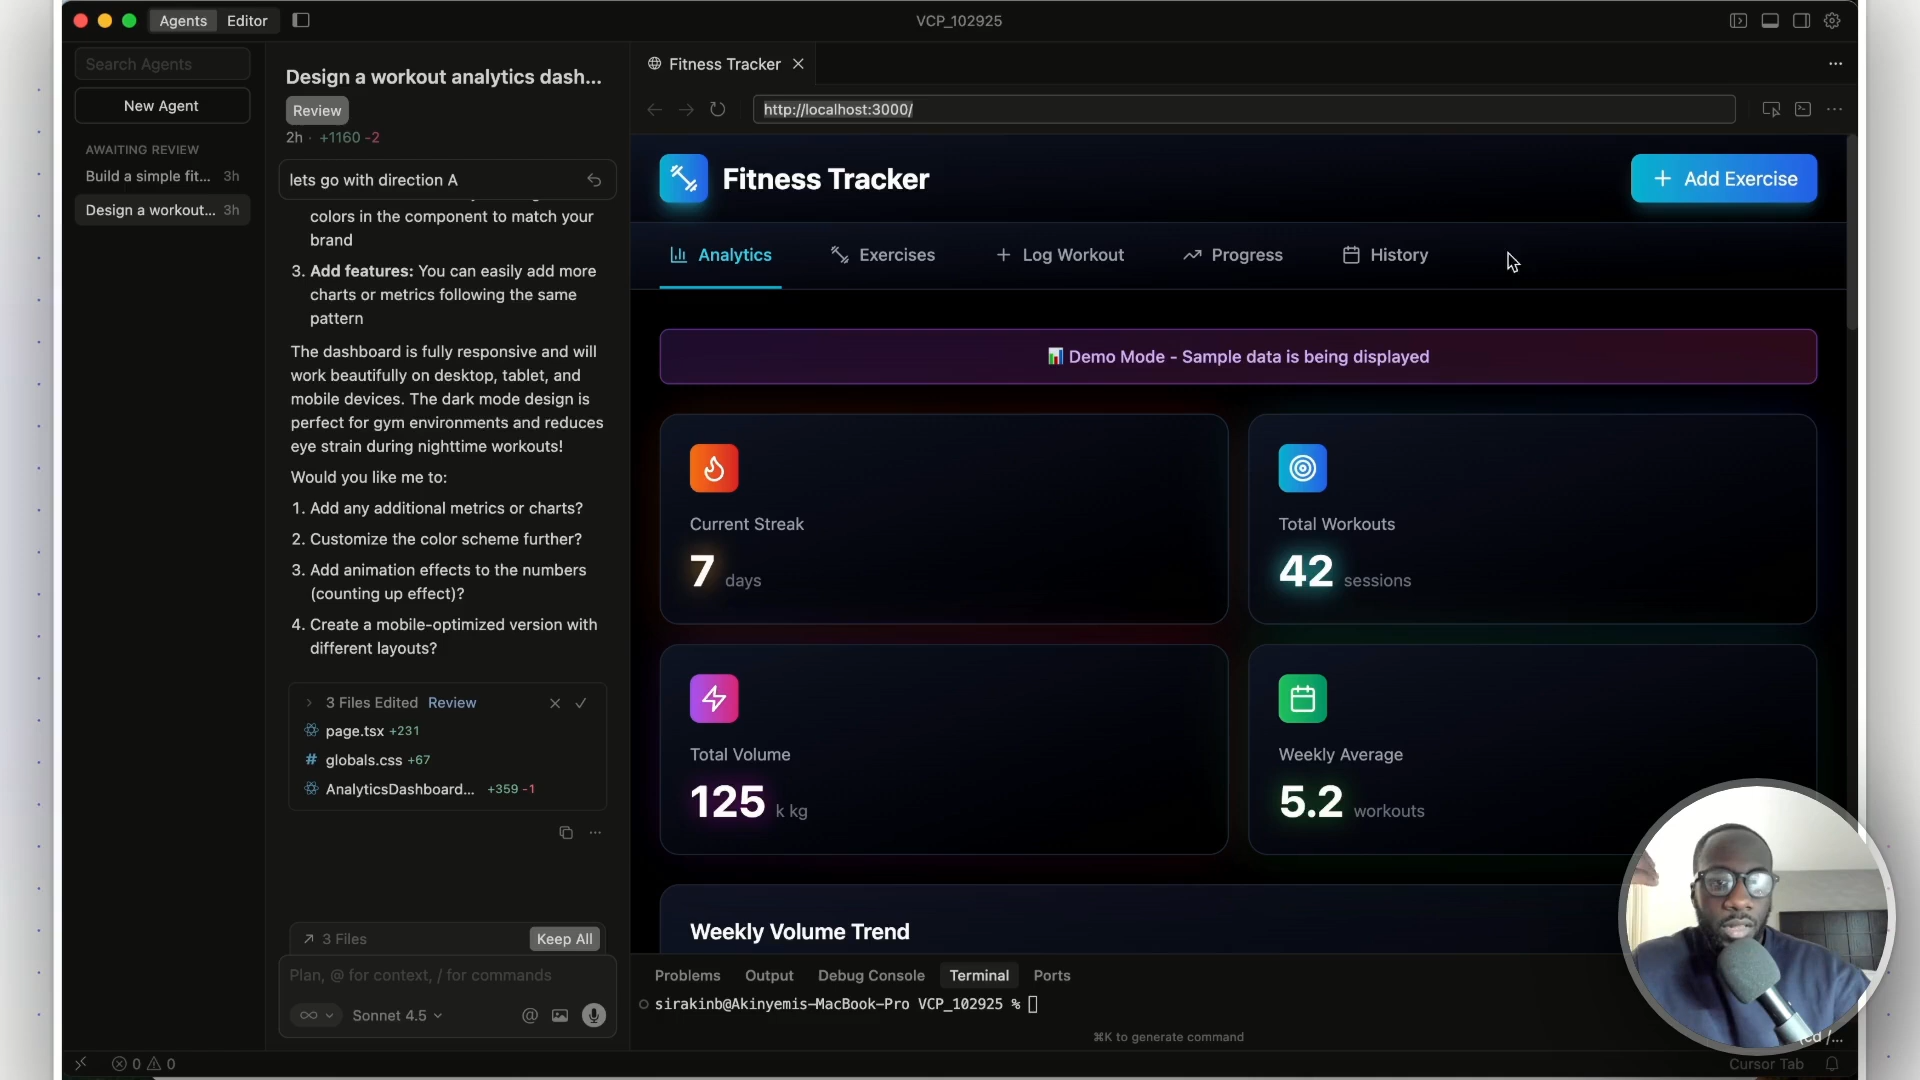 Agents
Editor
VCP_102925
Search Agents
New Agent
AWAITING REVIEW
Build a simple fit... 3h
Design a workout... 3h
Design a workout analytics dash...
Review
2h · +1160 -2
lets go with direction A
colors in the component to match your
brand
3. Add features: You can easily add more
charts or metrics following the same
pattern
The dashboard is fully responsive and will
work beautifully on desktop, tablet, and
mobile devices. The dark mode design is
perfect for gym environments and reduces
eye strain during nighttime workouts!
Would you like me to:
1. Add any additional metrics or charts?
2. Customize the color scheme further?
3. Add animation effects to the numbers
(counting up effect)?
4. Create a mobile-optimized version with
different layouts?
3 Files Edited Review
page.tsx +231
# globals.css +67
AnalyticsDashboard... +359 -1
3 Files
Keep All
Plan, @ for context, / for commands
Sonnet 4.5
Fitness Tracker
http://localhost:3000/
Fitness Tracker
+ Add Exercise
Analytics
Exercises
+ Log Workout
Progress
History
📊 Demo Mode - Sample data is being displayed
Current Streak
7 days
Total Workouts
42 sessions
Total Volume
125 k kg
Weekly Average
5.2 workouts
Weekly Volume Trend
Problems
Output
Debug Console
Terminal
Ports
sirakinb@Akinyemis-MacBook-Pro VCP_102925 %
⌘K to generate command
0 0
Cursor Tab